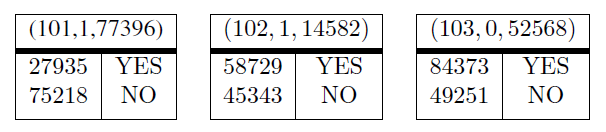 (101,1,77396) (102, 1, 14582) (103, 0, 52568)
27935 YES 58729 YES 84373 YES
75218 NO 45343 NO 49251 NO